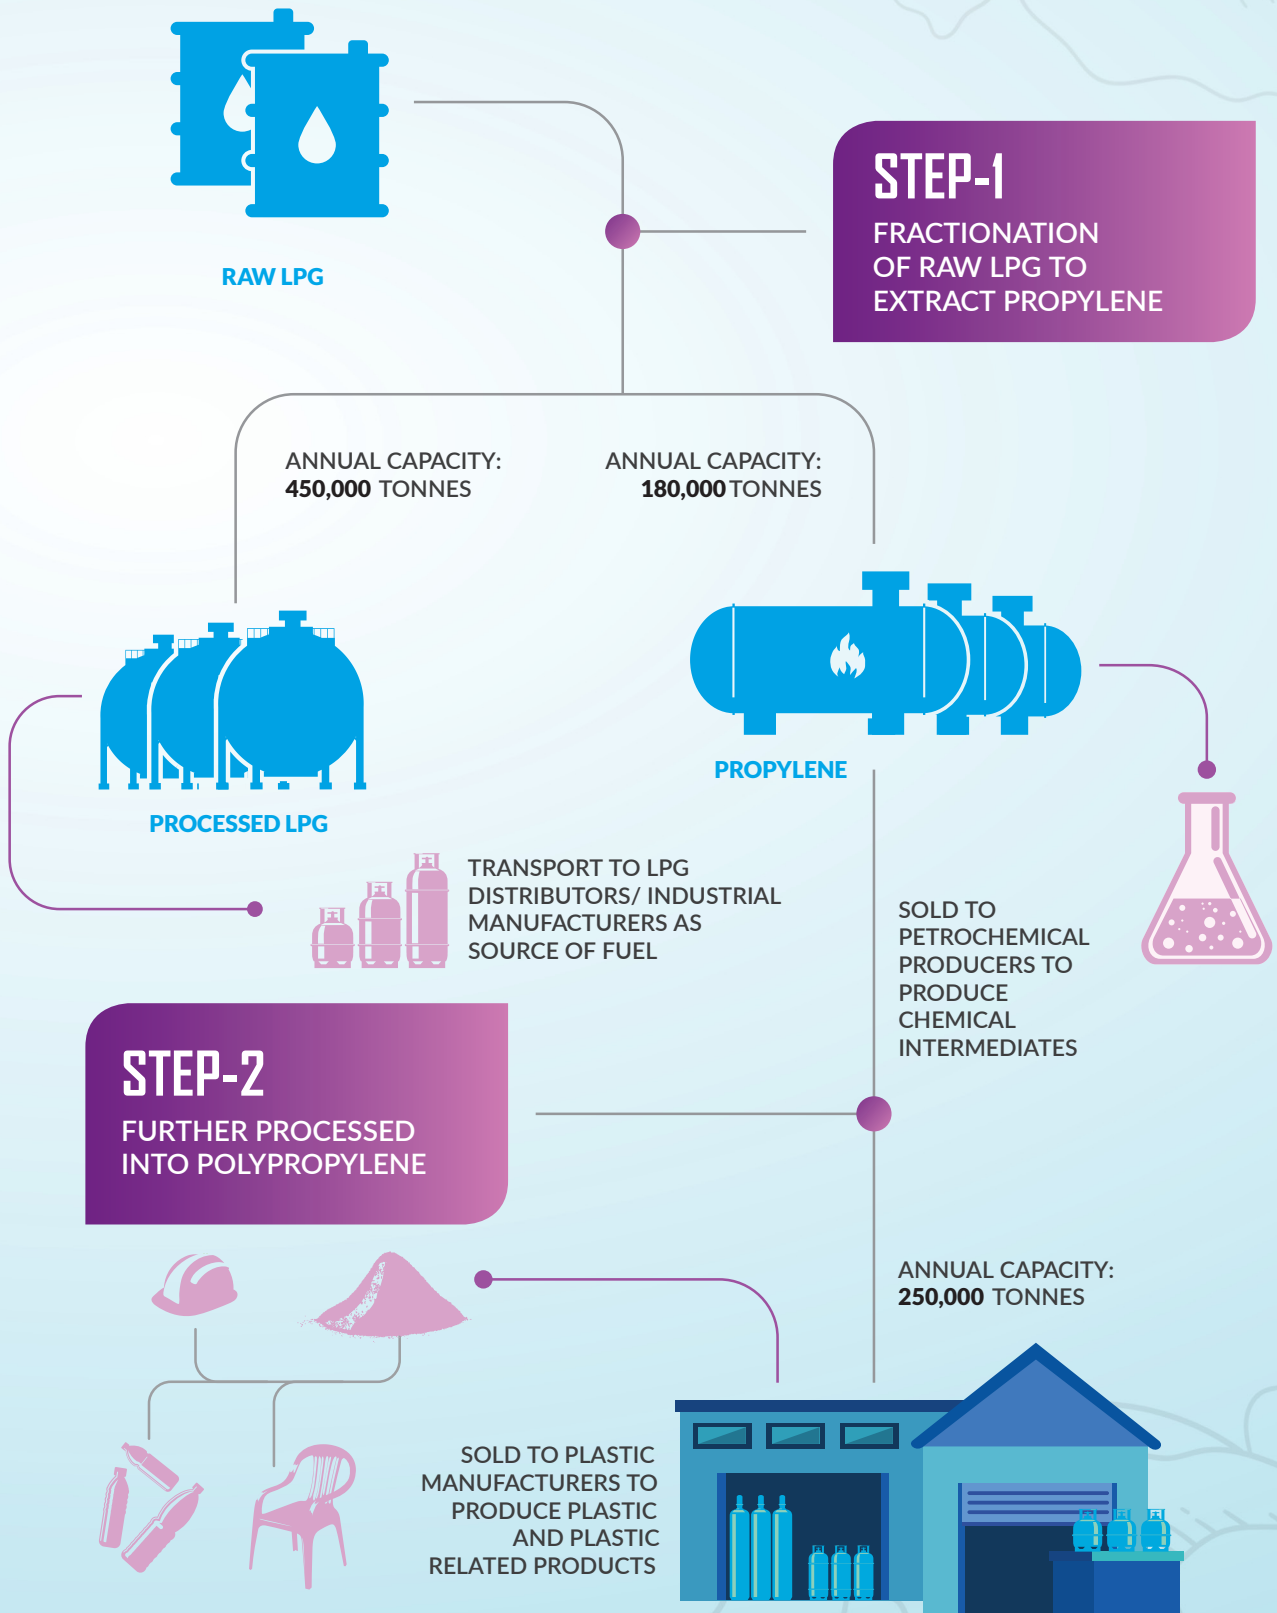 RAW LPG
STEP-1
FRACTIONATION
OF RAW LPG TO
EXTRACT PROPYLENE
ANNUAL CAPACITY:
450,000 TONNES
ANNUAL CAPACITY:
180,000 TONNES
PROPYLENE
PROCESSED LPG
TRANSPORT TO LPG
DISTRIBUTORS/ INDUSTRIAL
MANUFACTURERS AS
SOURCE OF FUEL
SOLD TO
PETROCHEMICAL
PRODUCERS TO
PRODUCE
CHEMICAL
INTERMEDIATES
STEP-2
FURTHER PROCESSED
INTO POLYPROPYLENE
ANNUAL CAPACITY:
250,000 TONNES
SOLD TO PLASTIC
MANUFACTURERS TO
PRODUCE PLASTIC
AND PLASTIC
RELATED PRODUCTS